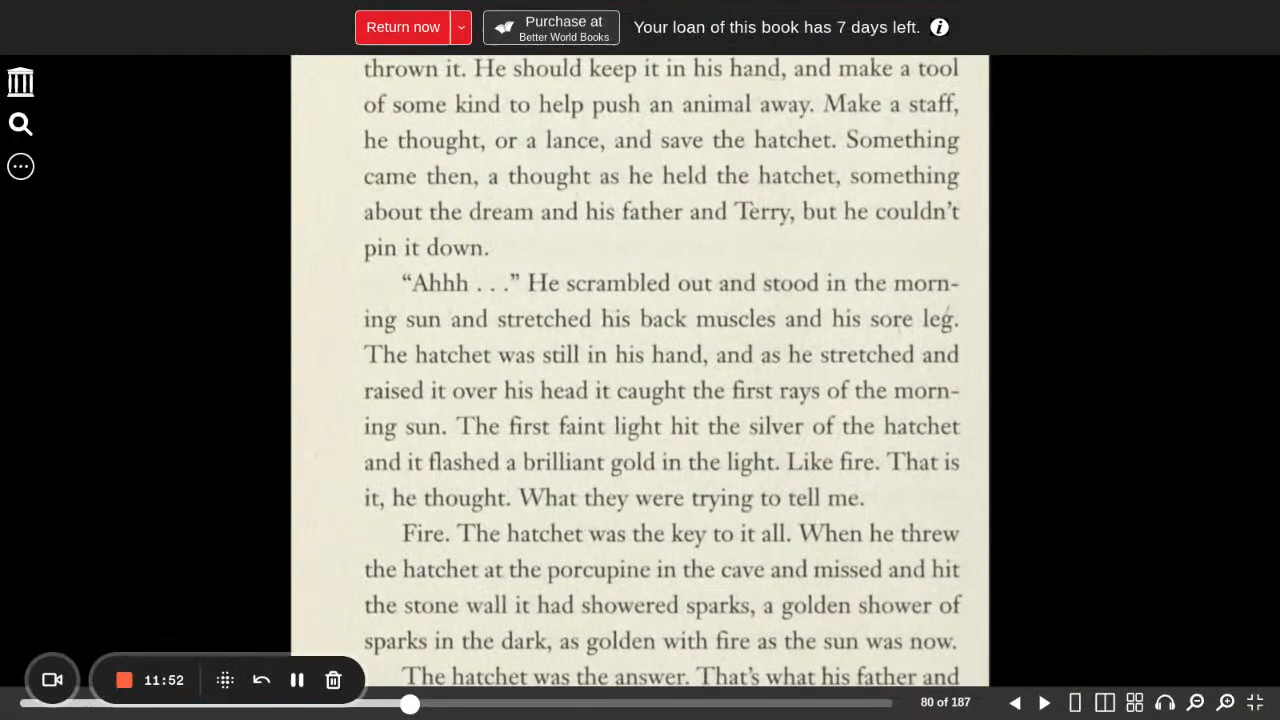 Return now
Purchase at
Better World Books
Your loan of this book has 7 days left.
thrown it. He should keep it in his hand, and make a tool
of some kind to help push an animal away. Make a staff,
he thought, or a lance, and save the hatchet. Something
came then, a thought as he held the hatchet, something
about the dream and his father and Terry, but he couldn't
pin it down.
“Ahhh . . .” He scrambled out and stood in the morn-
ing sun and stretched his back muscles and his sore leg.
The hatchet was still in his hand, and as he stretched and
raised it over his head it caught the first rays of the morn-
ing sun. The first faint light hit the silver of the hatchet
and it flashed a brilliant gold in the light. Like fire. That is
it, he thought. What they were trying to tell me.
Fire. The hatchet was the key to it all. When he threw
the hatchet at the porcupine in the cave and missed and hit
the stone wall it had showered sparks, a golden shower of
sparks in the dark, as golden with fire as the sun was now.
The hatchet was the answer. That's what his father and
11:52
80 of 187